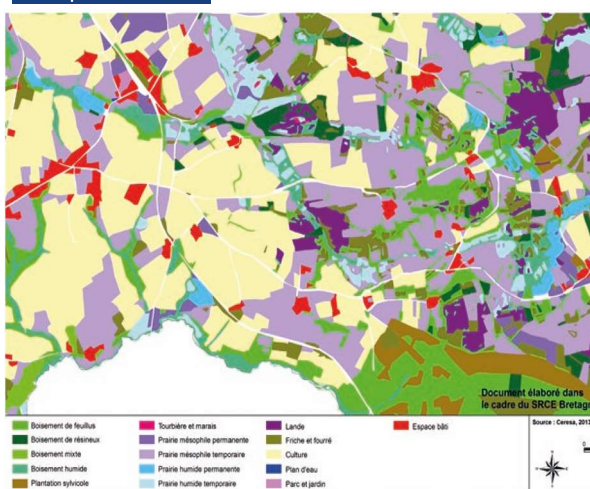 Document élaboré dans
le cadre du SRCE Bretagn
Boisement de feuillus
Boisement de résineux
Boisement mixte
Boisement humide
Plantation sylvicole
Tourbière et marais
Prairie mésophile permanente
Prairie mésophile temporaire
Prairie humide permanente
Prairie humide temporaire
Lande
Friche et fourré
Culture
Plan d'eau
Parc et jardin
Espace bâti
Source : Ceresa, 2013
0